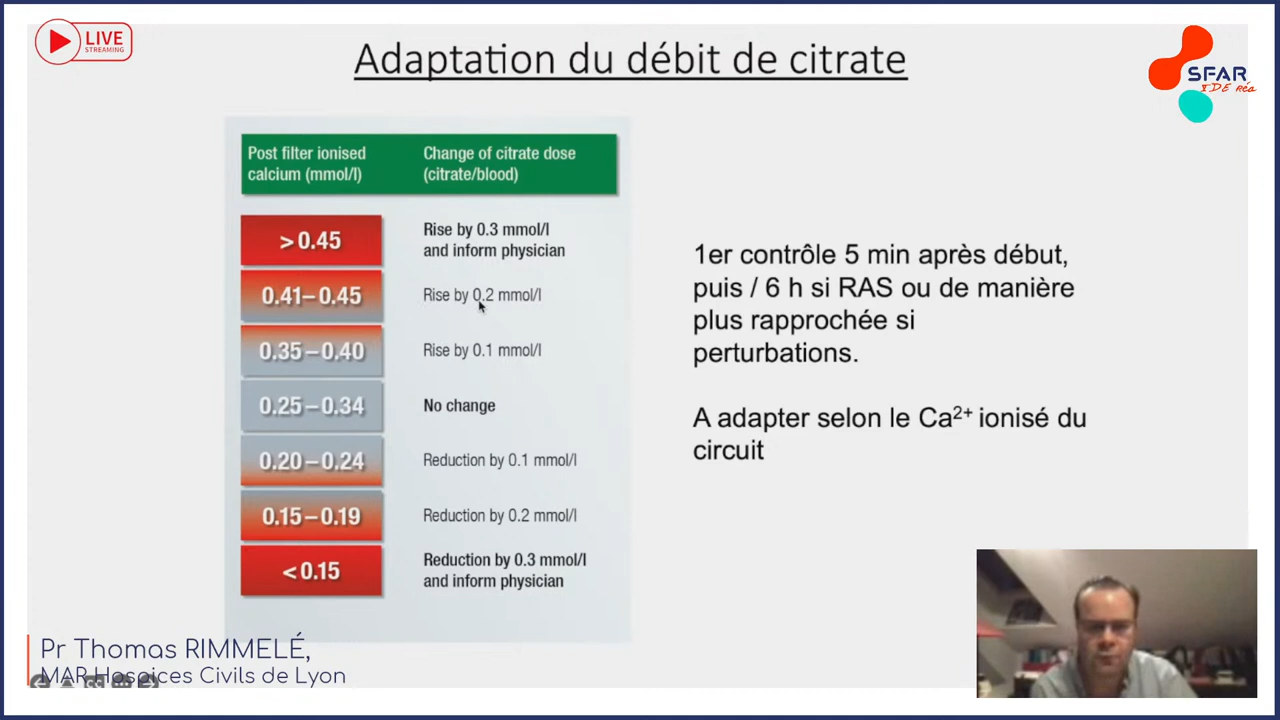 LIVE
STREAMING
Adaptation du débit de citrate
SFAR
IDE Réa
Post filter ionised
calcium (mmol/l)
Change of citrate dose
(citrate/blood)
>0.45
Rise by 0.3 mmol/l
and inform physician
0.41–0.45
Rise by 0.2 mmol/l
0.35–0.40
Rise by 0.1 mmol/l
0.25–0.34
No change
0.20–0.24
Reduction by 0.1 mmol/l
0.15–0.19
Reduction by 0.2 mmol/l
<0.15
Reduction by 0.3 mmol/l
and inform physician
1er contrôle 5 min après début,
puis / 6 h si RAS ou de manière
plus rapprochée si
perturbations.
A adapter selon le Ca²⁺ ionisé du
circuit
Pr Thomas RIMMELÉ,
MAR Hospices Civils de Lyon